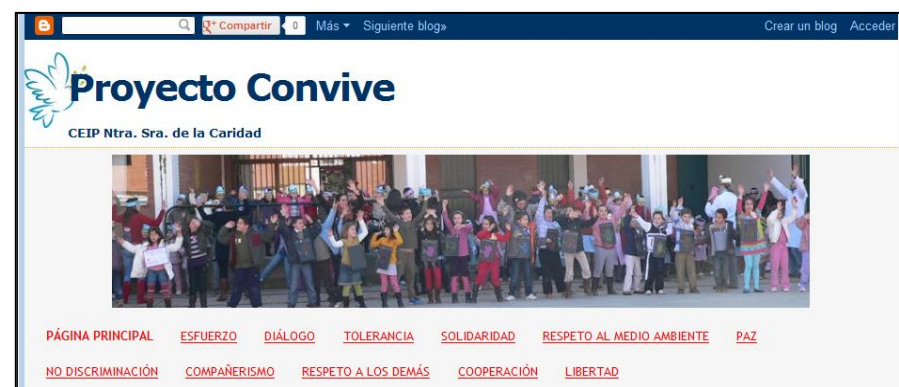 Compartir 0 Más Siguiente blog» Crear un blog Acceder
Proyecto Convive
CEIP Ntra. Sra. de la Caridad
PÁGINA PRINCIPAL ESFUERZO DIÁLOGO TOLERANCIA SOLIDARIDAD RESPETO AL MEDIO AMBIENTE PAZ
NO DISCRIMINACIÓN COMPAÑERISMO RESPETO A LOS DEMÁS COOPERACIÓN LIBERTAD